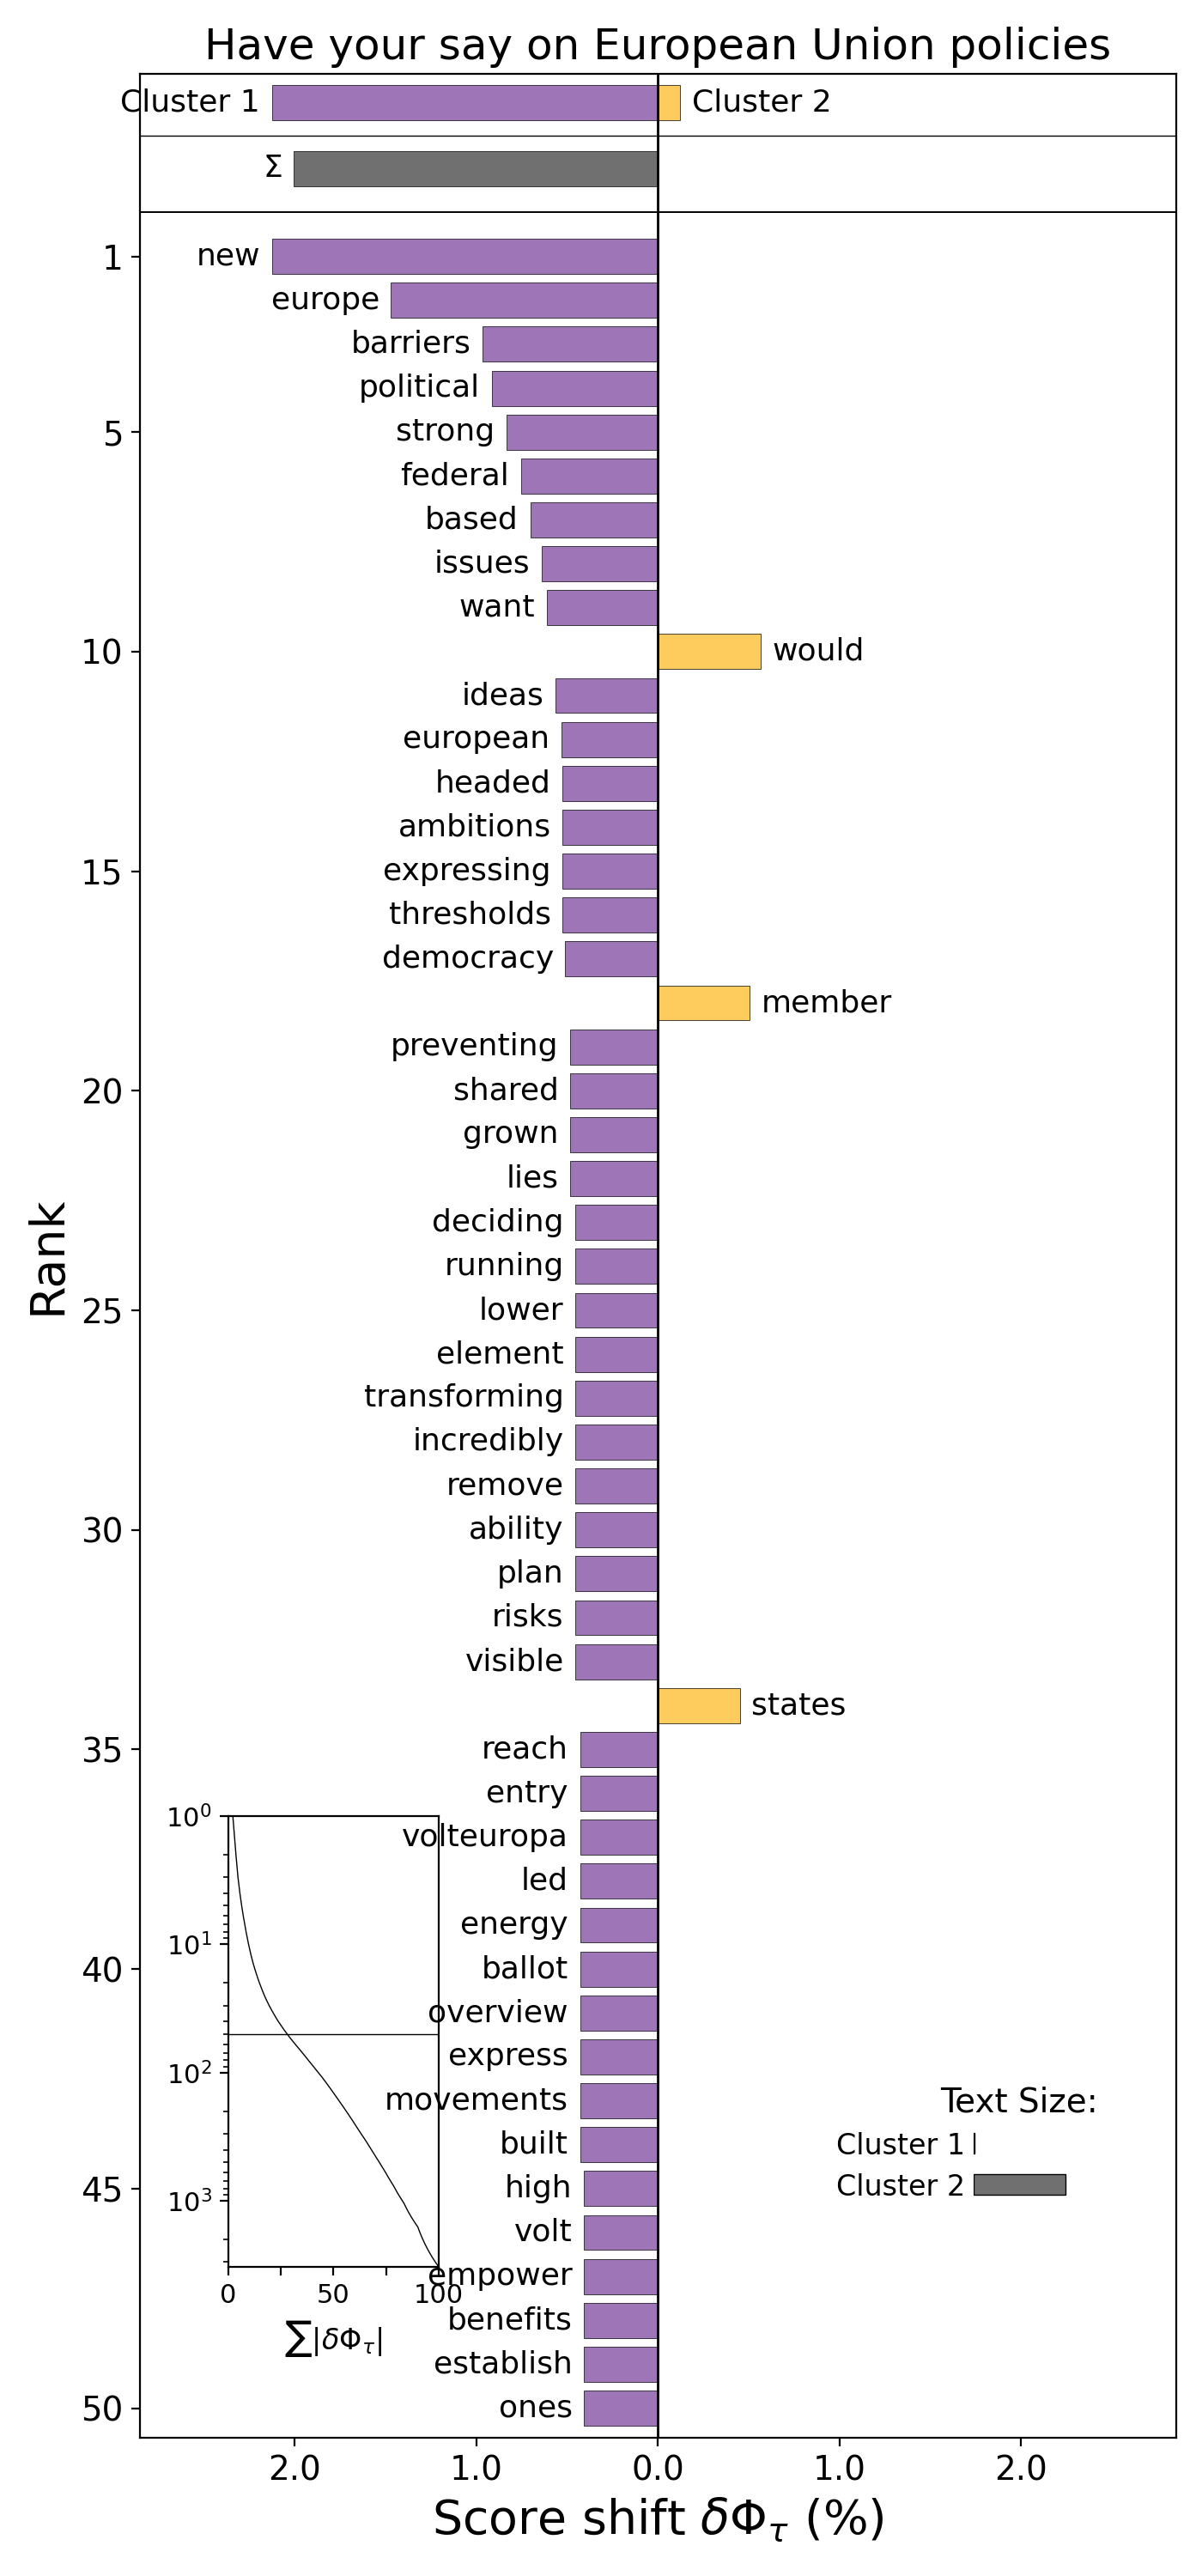 Have your say on European Union policies
Cluster 1
Cluster 2
Σ
1
new
europe
barriers
political
5
strong
federal
based
issues
want
10
would
ideas
european
headed
ambitions
15
expressing
thresholds
democracy
member
preventing
20
shared
grown
lies
deciding
running
25
lower
element
transforming
incredibly
remove
30
ability
plan
risks
visible
states
35
reach
entry
volteuropa
led
energy
40
ballot
overview
express
movements
built
45
high
volt
empower
benefits
establish
50
ones
Rank
10⁰
10¹
10²
10³
0 50 100
∑|δΦ_τ|
Text Size:
Cluster 1
Cluster 2
2.0 1.0 0.0 1.0 2.0
Score shift δΦ_τ (%)